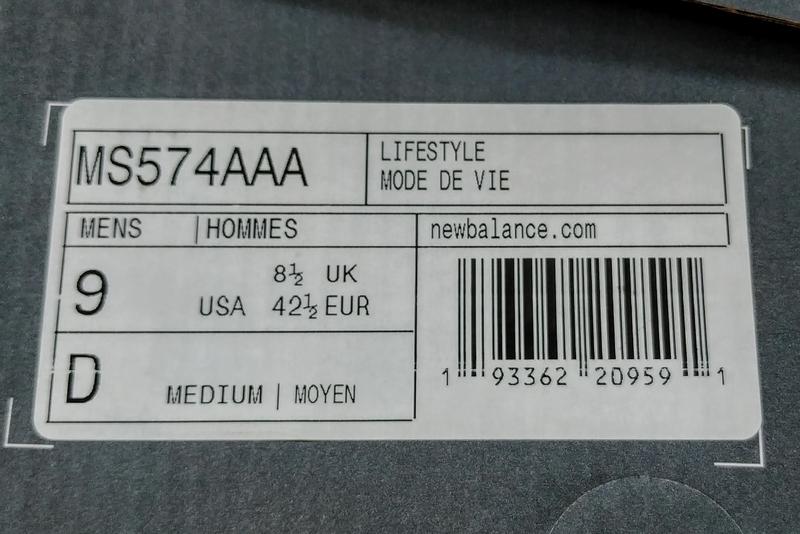 MS574AAA
LIFESTYLE
MODE DE VIE
MENS | HOMMES
newbalance.com
9
8½ UK
USA 42½ EUR
D
MEDIUM | MOYEN
1 93362 20959 1